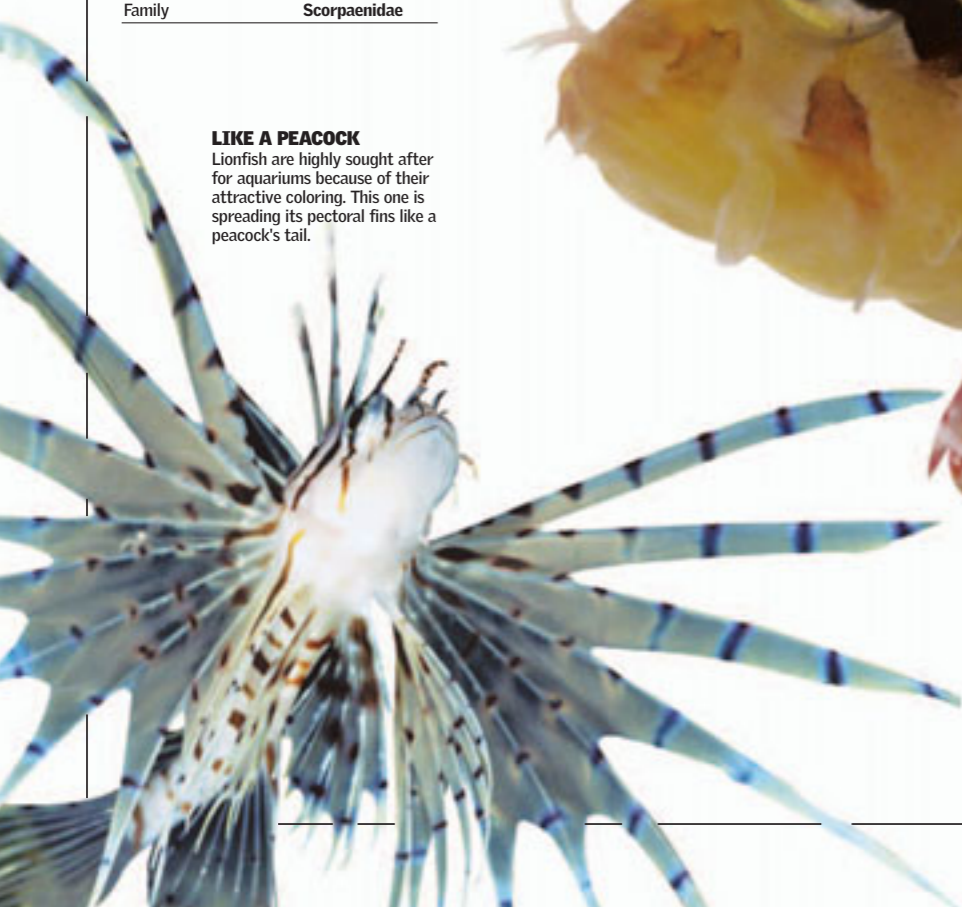 Family Scorpaenidae
LIKE A PEACOCK
Lionfish are highly sought after
for aquariums because of their
attractive coloring. This one is
spreading its pectoral fins like a
peacock's tail.